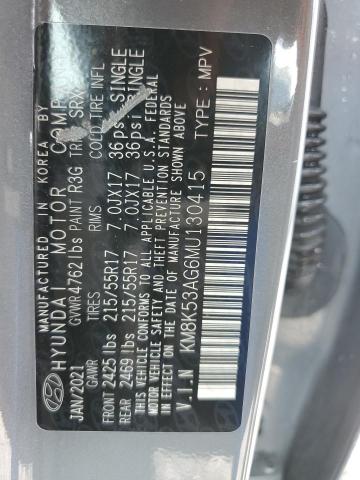 MANUFACTURED IN KOREA BY
HYUNDAI MOTOR
JAN/2021 GVWR 4762 lbs PAINT R3G TRIM SRX
GAWR TIRES RIMS COLD TIRE INFL
FRONT 2425 lbs 215/55R17 7.0JX17 36psi SINGLE
REAR 2469 lbs 215/55R17 7.0JX17 36psi SINGLE
THIS VEHICLE CONFORMS TO ALL APPLICABLE U.S.A. FEDERAL
MOTOR VEHICLE SAFETY, BUMPER, AND THEFT PREVENTION STANDARDS
IN EFFECT ON THE DATE OF MANUFACTURE SHOWN ABOVE.
V.I.N : KM8K53AG6MU130415 TYPE : MPV